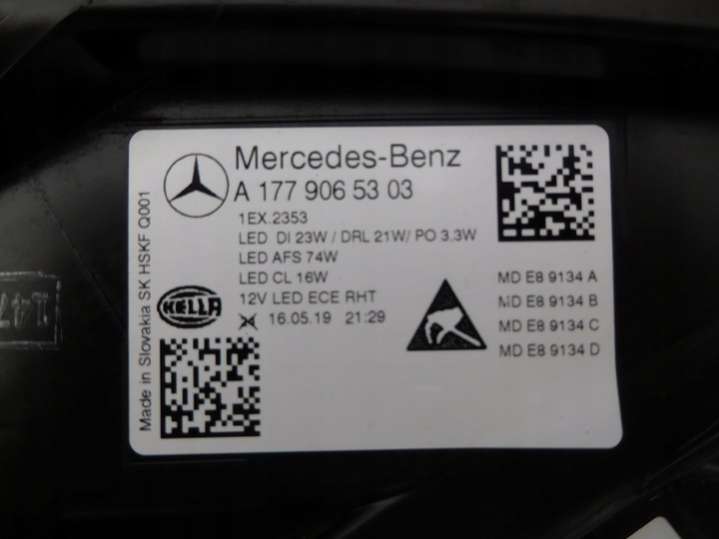 Mercedes-Benz
A 177 906 53 03
1EX.2353
LED DI 23W / DRL 21W/ PO 3,3W
LED AFS 74W
LED CL 16W
12V LED ECE RHT
16.05.19 21:29
HELLA
MD E8 9134 A
MD E8 9134 B
MD E8 9134 C
MD E8 9134 D
Made in Slovakia SK HSKF Q001